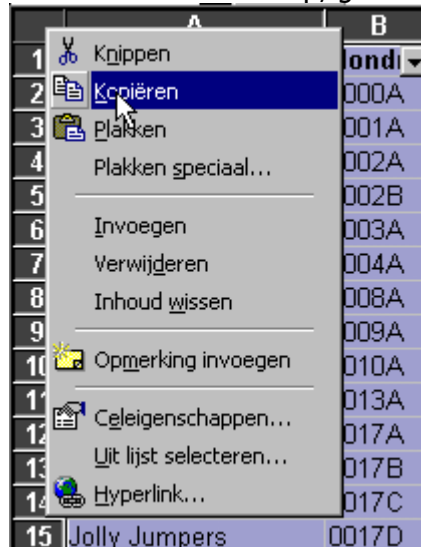 A B
1 Knippen lond
2 Kopiëren 000A
3 Plakken 001A
4 Plakken speciaal... 002A
5 002B
6 Invoegen 003A
7 Verwijderen 004A
8 Inhoud wissen 008A
9 009A
10 Opmerking invoegen 010A
11 013A
12 Celeigenschappen... 017A
13 Uit lijst selecteren... 017B
14 Hyperlink... 017C
15 Jolly Jumpers 0017D